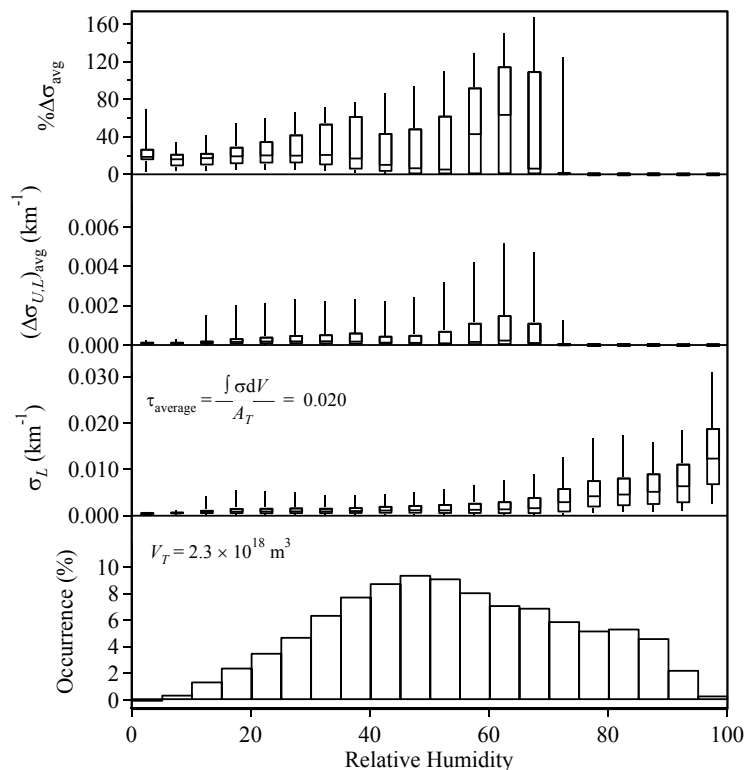 160
120
80
40
0
%Δσavg
0.006
0.004
0.002
0.000
(ΔσU,L)avg (km-1)
0.030
0.020
0.010
0.000
σL (km-1)
τaverage = ∫ σdV / AT = 0.020
VT = 2.3 × 10^18 m^3
10
8
6
4
2
0
Occurrence (%)
0 20 40 60 80 100
Relative Humidity